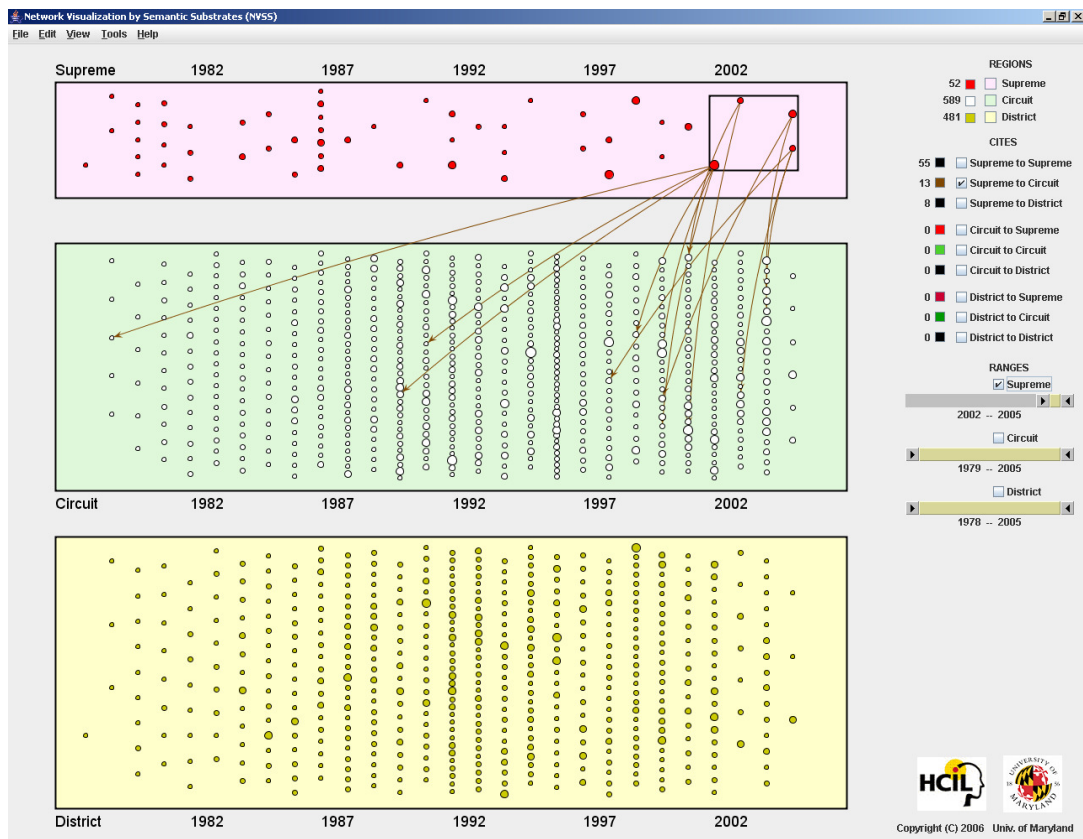 Network Visualization by Semantic Substrates (NVSS)
File Edit View Tools Help
Supreme 1982 1987 1992 1997 2002
Circuit 1982 1987 1992 1997 2002
District 1982 1987 1992 1997 2002
REGIONS
52 Supreme
589 Circuit
481 District
CITES
55 Supreme to Supreme
13 Supreme to Circuit
8 Supreme to District
0 Circuit to Supreme
0 Circuit to Circuit
0 Circuit to District
0 District to Supreme
0 District to Circuit
0 District to District
RANGES
Supreme
2002 -- 2005
Circuit
1979 -- 2005
District
1978 -- 2005
HCIL
UNIVERSITY OF
MARYLAND
Copyright (C) 2006 Univ. of Maryland